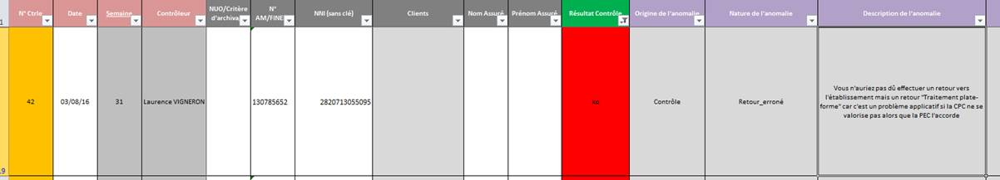 N° Ctrle Date Semaine Contrôleur NUO/Critère d'archiva N° AM/FINE NNI (sans clé) Clients Nom Assuré Prénom Assuré Résultat Contrôle Origine de l'anomalie Nature de l'anomalie Description de l'anomalie
42 03/08/16 31 Laurence VIGNERON 130785652 2820713055095 KO Contrôle Retour_erroné
Vous n'auriez pas dû effectuer un retour vers
l'établissement mais un retour "Traitement plate-
forme" car c'est un problème applicatif si la CPC ne se
valorise pas alors que la PEC l'accorde